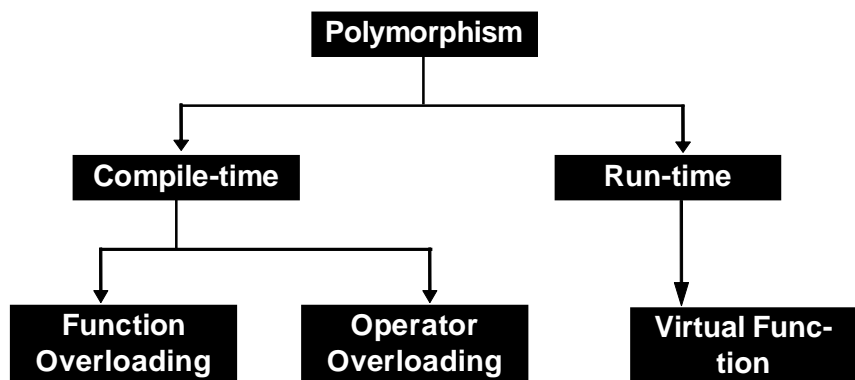 Polymorphism
Compile-time
Run-time
Function
Overloading
Operator
Overloading
Virtual Func-
tion